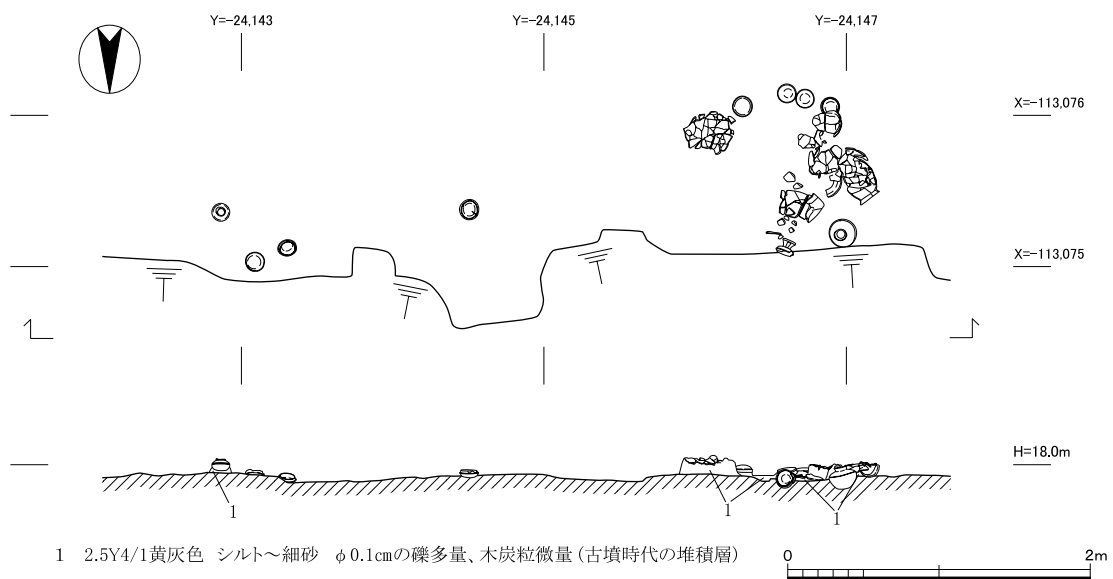 Y=-24,143
Y=-24,145
Y=-24,147
X=-113,076
X=-113,075
H=18.0m
1
1
1
1 2.5Y4/1黄灰色 シルト～細砂 φ0.1cmの礫多量、木炭粒微量(古墳時代の堆積層)
0
2m